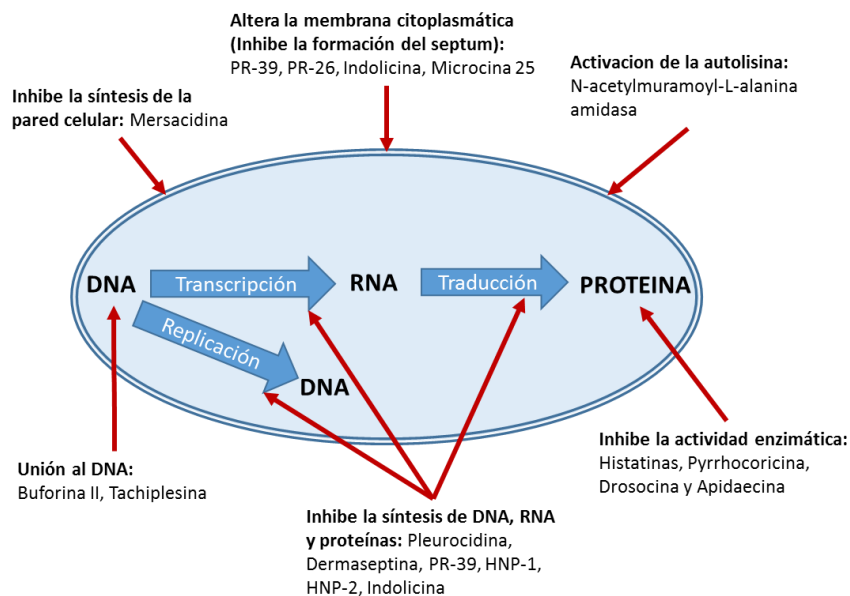 Altera la membrana citoplasmática
(Inhibe la formación del septum):
PR-39, PR-26, Indolicina, Microcina 25
Activacion de la autolisina:
N-acetylmuramoyl-L-alanina
amidasa
Inhibe la síntesis de la
pared celular: Mersacidina
DNA
Transcripción
RNA
Traducción
PROTEINA
Replicación
DNA
Unión al DNA:
Buforina II, Tachiplesina
Inhibe la actividad enzimática:
Histatinas, Pyrrhocoricina,
Drosocina y Apidaecina
Inhibe la síntesis de DNA, RNA
y proteínas: Pleurocidina,
Dermaseptina, PR-39, HNP-1,
HNP-2, Indolicina